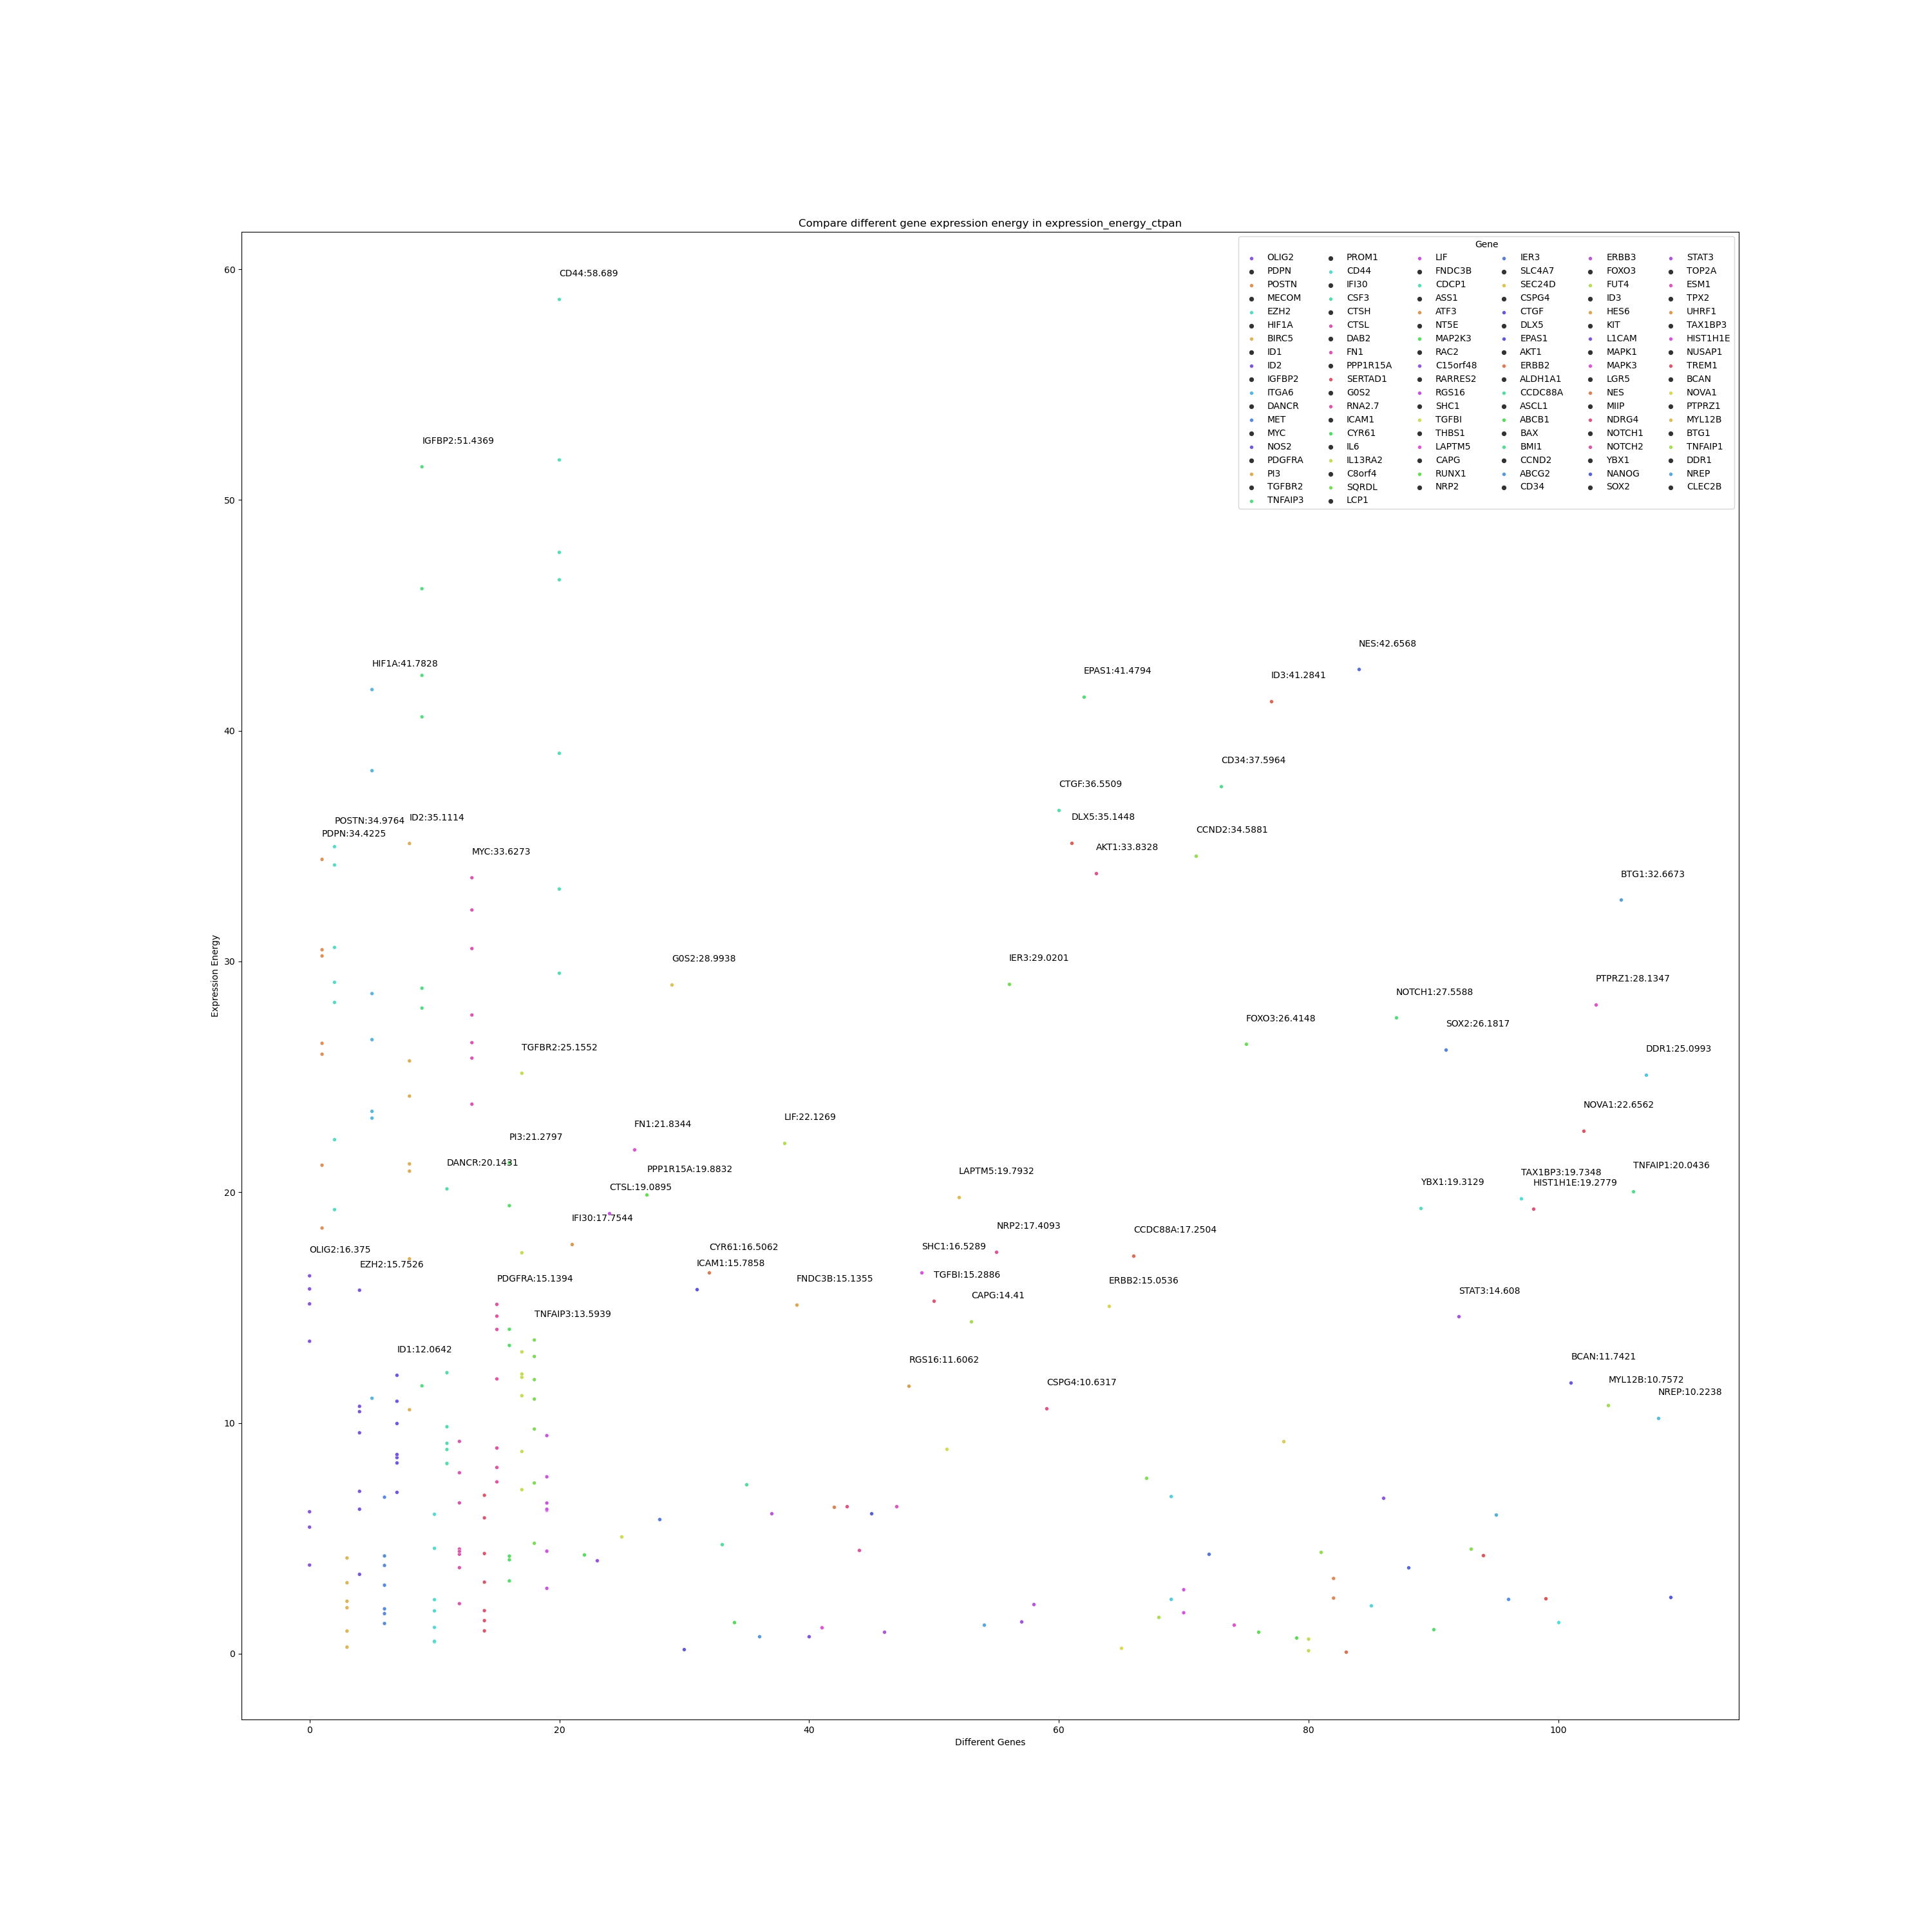 Compare different gene expression energy in expression_energy_ctpan
Gene
OLIG2 PROM1 LIF IER3 ERBB3 STAT3
PDPN CD44 FNDC3B SLC4A7 FOXO3 TOP2A
POSTN IFI30 CDCP1 SEC24D FUT4 ESM1
MECOM CSF3 ASS1 CSPG4 ID3 TPX2
EZH2 CTSH ATF3 CTGF HES6 UHRF1
HIF1A CTSL NT5E DLX5 KIT TAX1BP3
BIRC5 DAB2 MAP2K3 EPAS1 L1CAM HIST1H1E
ID1 FN1 RAC2 AKT1 MAPK1 NUSAP1
ID2 PPP1R15A C15orf48 ERBB2 MAPK3 TREM1
IGFBP2 SERTAD1 RARRES2 ALDH1A1 LGR5 BCAN
ITGA6 G0S2 RGS16 CCDC88A NES NOVA1
DANCR RNA2.7 SHC1 ASCL1 MIIP PTPRZ1
MET ICAM1 TGFBI ABCB1 NDRG4 MYL12B
MYC CYR61 THBS1 BAX NOTCH1 BTG1
NOS2 IL6 LAPTM5 BMI1 NOTCH2 TNFAIP1
PDGFRA IL13RA2 CAPG CCND2 YBX1 DDR1
PI3 C8orf4 RUNX1 ABCG2 NANOG NREP
TGFBR2 SQRDL NRP2 CD34 SOX2 CLEC2B
TNFAIP3 LCP1
60
CD44:58.689
IGFBP2:51.4369
50
NES:42.6568
HIF1A:41.7828
EPAS1:41.4794
ID3:41.2841
40
CD34:37.5964
CTGF:36.5509
ID2:35.1114
DLX5:35.1448
POSTN:34.9764
CCND2:34.5881
PDPN:34.4225
AKT1:33.8328
MYC:33.6273
BTG1:32.6673
30
IER3:29.0201
G0S2:28.9938
PTPRZ1:28.1347
NOTCH1:27.5588
SOX2:26.1817
FOXO3:26.4148
TGFBR2:25.1552
DDR1:25.0993
NOVA1:22.6562
LIF:22.1269
FN1:21.8344
PI3:21.2797
DANCR:20.1431
TNFAIP1:20.0436
PPP1R15A:19.8832
LAPTM5:19.7932
TAX1BP3:19.7348
YBX1:19.3129
HIST1H1E:19.2779
CTSL:19.0895
20
IFI30:17.7544
NRP2:17.4093
CCDC88A:17.2504
SHC1:16.5289
CYR61:16.5062
OLIG2:16.375
EZH2:15.7526
ICAM1:15.7858
TGFBI:15.2886
PDGFRA:15.1394
FNDC3B:15.1355
ERBB2:15.0536
STAT3:14.608
CAPG:14.41
TNFAIP3:13.5939
ID1:12.0642
BCAN:11.7421
RGS16:11.6062
MYL12B:10.7572
CSPG4:10.6317
NREP:10.2238
10
0
Expression Energy
0 20 40 60 80 100
Different Genes